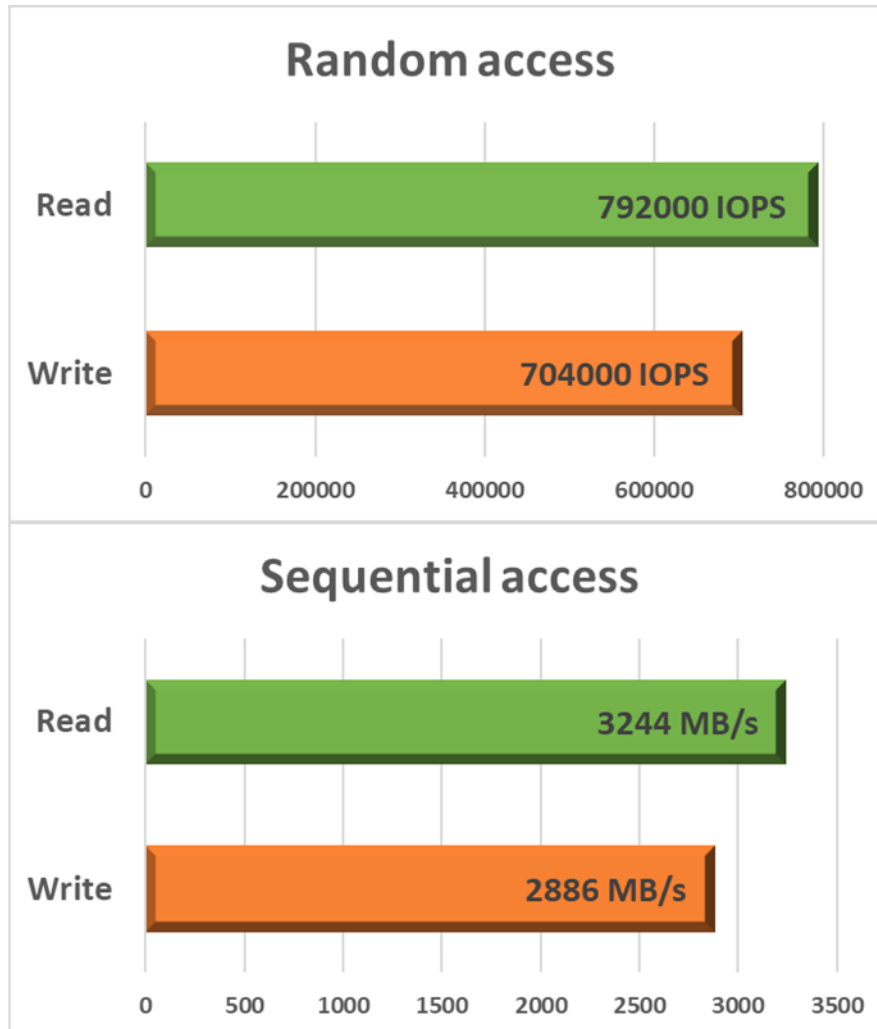 Random access
Read
792000 IOPS
Write
704000 IOPS
0 200000 400000 600000 800000
Sequential access
Read
3244 MB/s
Write
2886 MB/s
0 500 1000 1500 2000 2500 3000 3500